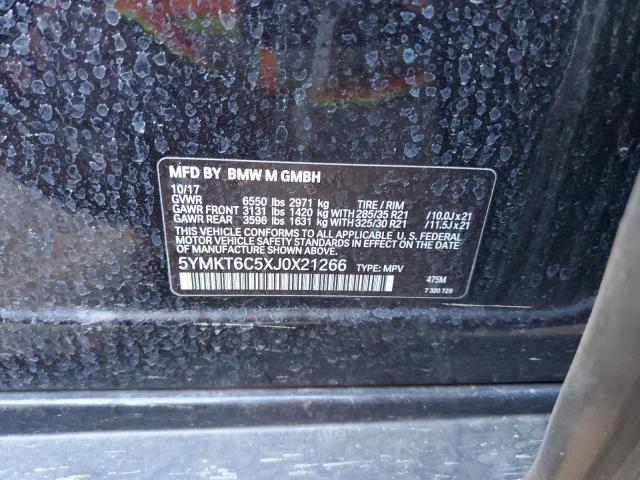 MFD BY BMW M GMBH
10/17
GVWR 6550 lbs 2971 kg TIRE / RIM
GAWR FRONT 3131 lbs 1420 kg WITH 285/35 R21 /10.0J x 21
GAWR REAR 3596 lbs 1631 kg WITH 325/30 R21 /11.5J x 21
THIS VEHICLE CONFORMS TO ALL APPLICABLE U. S. FEDERAL
MOTOR VEHICLE SAFETY STANDARDS IN EFFECT ON THE DATE
OF MANUFACTURE SHOWN ABOVE.
5YMKT6C5XJ0X21266 TYPE: MPV 475M
7 320 729